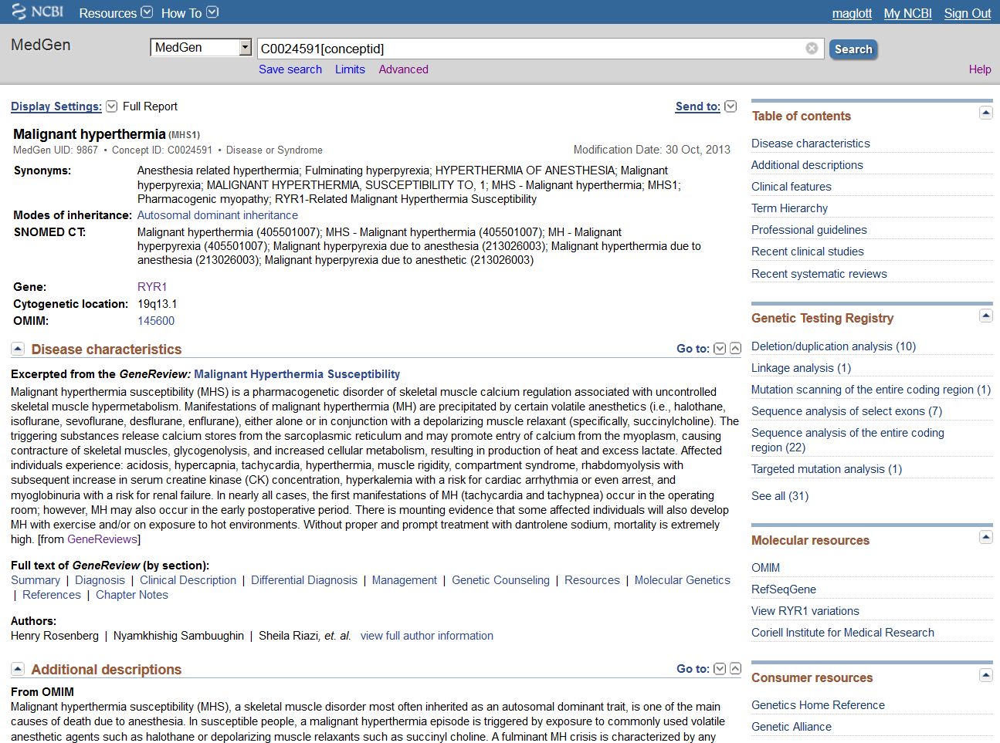 NCBI Resources How To maglott My NCBI Sign Out
MedGen MedGen C0024591[conceptid] Search
Save search Limits Advanced Help
Display Settings: Full Report Send to:
Malignant hyperthermia (MHS1)
MedGen UID: 9867 • Concept ID: C0024591 • Disease or Syndrome Modification Date: 30 Oct, 2013
Synonyms: Anesthesia related hyperthermia; Fulminating hyperpyrexia; HYPERTHERMIA OF ANESTHESIA; Malignant
hyperpyrexia; MALIGNANT HYPERTHERMIA, SUSCEPTIBILITY TO, 1; MHS - Malignant hyperthermia; MHS1;
Pharmacogenic myopathy; RYR1-Related Malignant Hyperthermia Susceptibility
Modes of inheritance: Autosomal dominant inheritance
SNOMED CT: Malignant hyperthermia (405501007); MHS - Malignant hyperthermia (405501007); MH - Malignant
hyperpyrexia (405501007); Malignant hyperpyrexia due to anesthesia (213026003); Malignant hyperthermia due to
anesthesia (213026003); Malignant hyperpyrexia due to anesthetic (213026003)
Gene: RYR1
Cytogenetic location: 19q13.1
OMIM: 145600
Disease characteristics Go to:
Excerpted from the GeneReview: Malignant Hyperthermia Susceptibility
Malignant hyperthermia susceptibility (MHS) is a pharmacogenetic disorder of skeletal muscle calcium regulation associated with uncontrolled
skeletal muscle hypermetabolism. Manifestations of malignant hyperthermia (MH) are precipitated by certain volatile anesthetics (i.e., halothane,
isoflurane, sevoflurane, desflurane, enflurane), either alone or in conjunction with a depolarizing muscle relaxant (specifically, succinylcholine). The
triggering substances release calcium stores from the sarcoplasmic reticulum and may promote entry of calcium from the myoplasm, causing
contracture of skeletal muscles, glycogenolysis, and increased cellular metabolism, resulting in production of heat and excess lactate. Affected
individuals experience: acidosis, hypercapnia, tachycardia, hyperthermia, muscle rigidity, compartment syndrome, rhabdomyolysis with
subsequent increase in serum creatine kinase (CK) concentration, hyperkalemia with a risk for cardiac arrhythmia or even arrest, and
myoglobinuria with a risk for renal failure. In nearly all cases, the first manifestations of MH (tachycardia and tachypnea) occur in the operating
room; however, MH may also occur in the early postoperative period. There is mounting evidence that some affected individuals will also develop
MH with exercise and/or on exposure to hot environments. Without proper and prompt treatment with dantrolene sodium, mortality is extremely
high. [from GeneReviews]
Full text of GeneReview (by section):
Summary | Diagnosis | Clinical Description | Differential Diagnosis | Management | Genetic Counseling | Resources | Molecular Genetics
| References | Chapter Notes
Authors:
Henry Rosenberg | Nyamkhishig Sambuughin | Sheila Riazi, et. al. view full author information
Additional descriptions Go to:
From OMIM
Malignant hyperthermia susceptibility (MHS), a skeletal muscle disorder most often inherited as an autosomal dominant trait, is one of the main
causes of death due to anesthesia. In susceptible people, a malignant hyperthermia episode is triggered by exposure to commonly used volatile
anesthetic agents such as halothane or depolarizing muscle relaxants such as succinyl choline. A fulminant MH crisis is characterized by any
Table of contents
Disease characteristics
Additional descriptions
Clinical features
Term Hierarchy
Professional guidelines
Recent clinical studies
Recent systematic reviews
Genetic Testing Registry
Deletion/duplication analysis (10)
Linkage analysis (1)
Mutation scanning of the entire coding region (1)
Sequence analysis of select exons (7)
Sequence analysis of the entire coding
region (22)
Targeted mutation analysis (1)
See all (31)
Molecular resources
OMIM
RefSeqGene
View RYR1 variations
Coriell Institute for Medical Research
Consumer resources
Genetics Home Reference
Genetic Alliance